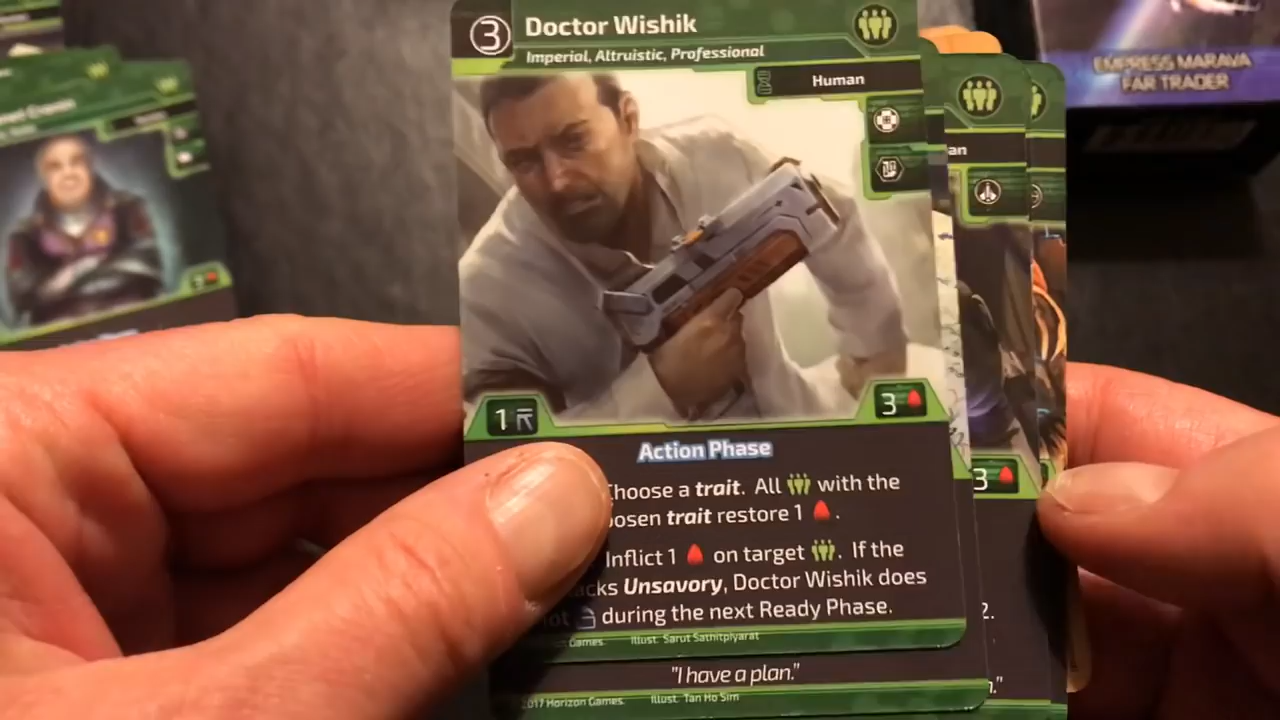 3
Doctor Wishik
Imperial, Altruistic, Professional
Human
1
3
Action Phase
Choose a trait. All with the
trait restore 1 .
Inflict 1 on target . If the
Unsavory, Doctor Wishik does
during the next Ready Phase.
Games. Illust. Sarut Sathitpiyarat
"I have a plan."
2017 Horizon Games. Illust. Tan Ho Sim
3
2.
EMPRESS MARAVA
FAR TRADER
3